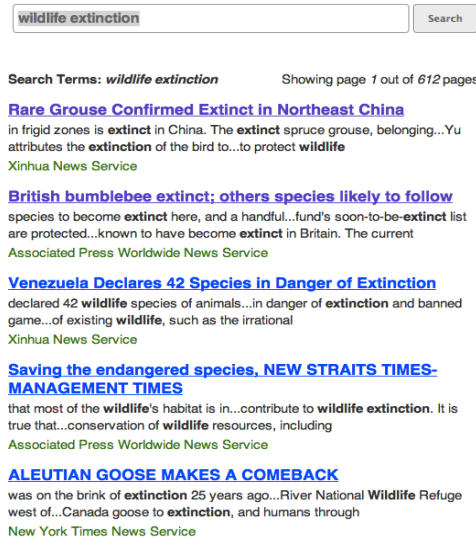 wildlife extinction
Search
Search Terms: wildlife extinction Showing page 1 out of 612 pages
Rare Grouse Confirmed Extinct in Northeast China
in frigid zones is extinct in China. The extinct spruce grouse, belonging...Yu
attributes the extinction of the bird to...to protect wildlife
Xinhua News Service
British bumblebee extinct; others species likely to follow
species to become extinct here, and a handful...fund's soon-to-be-extinct list
are protected...known to have become extinct in Britain. The current
Associated Press Worldwide News Service
Venezuela Declares 42 Species in Danger of Extinction
declared 42 wildlife species of animals...in danger of extinction and banned
game...of existing wildlife, such as the irrational
Xinhua News Service
Saving the endangered species, NEW STRAITS TIMES-
MANAGEMENT TIMES
that most of the wildlife's habitat is in...contribute to wildlife extinction. It is
true that...conservation of wildlife resources, including
Associated Press Worldwide News Service
ALEUTIAN GOOSE MAKES A COMEBACK
was on the brink of extinction 25 years ago...River National Wildlife Refuge
west of...Canada goose to extinction, and humans through
New York Times News Service